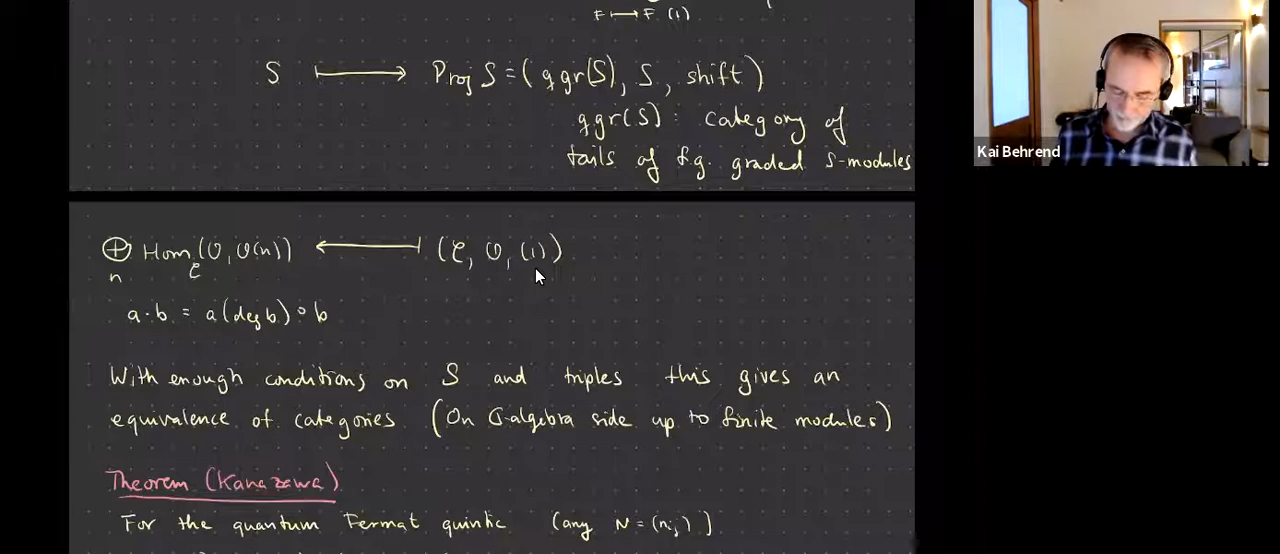 F ⟼ F(1)
S ⟼ Proj S = (qgr(S), S, shift)
qgr(S): category of
tails of f.g. graded S-modules
Kai Behrend
⊕ₙ Hom_𝒞(𝒪, 𝒪(n)) ⟻ (𝒞, 𝒪, (1))
a·b = a(deg b)∘b
With enough conditions on S and triples this gives an
equivalence of categories (On ℂ-algebra side up to finite modules)
Theorem (Kanazawa)
For the quantum Fermat quintic (any N = (nᵢⱼ))